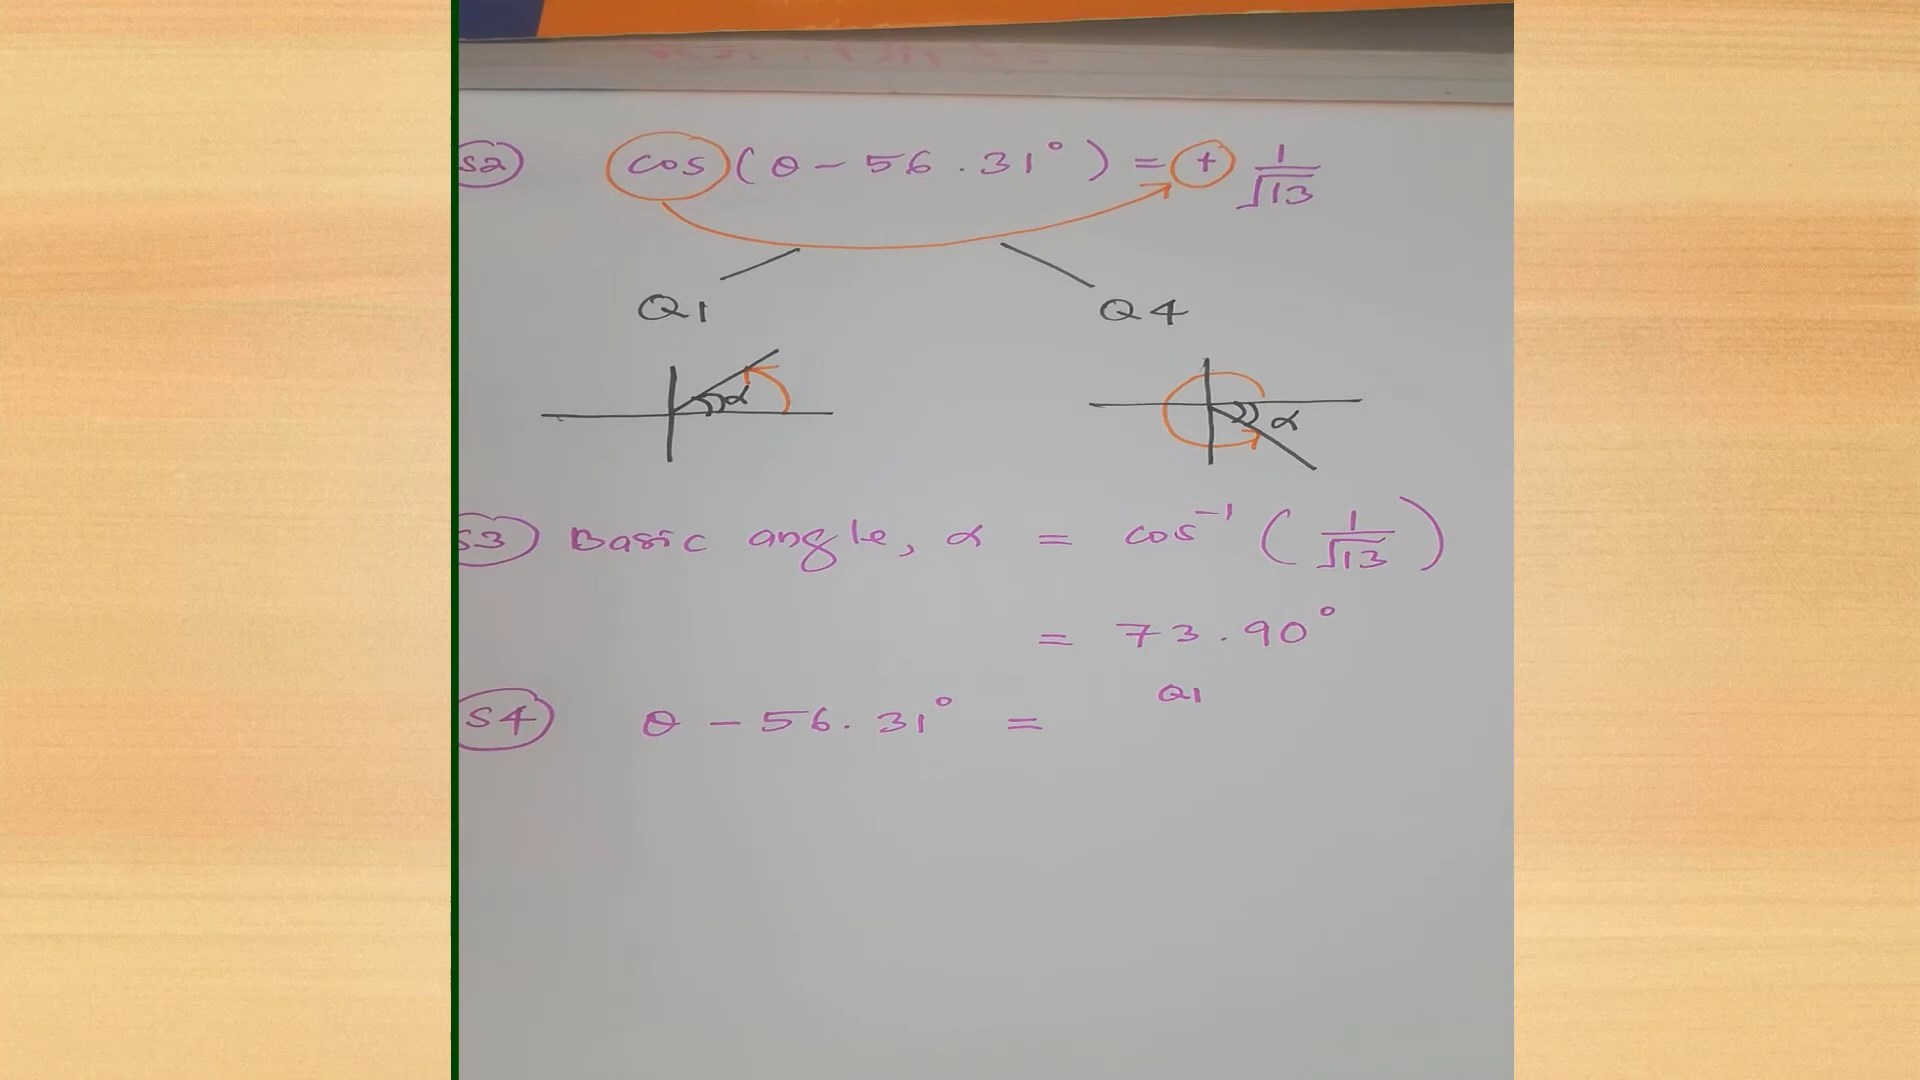 S2 cos(θ - 56.31°) = + 1/√13
Q1 Q4
α α
S3 Basic angle, α = cos⁻¹ (1/√13)
= 73.90°
Q1
S4 θ - 56.31° =